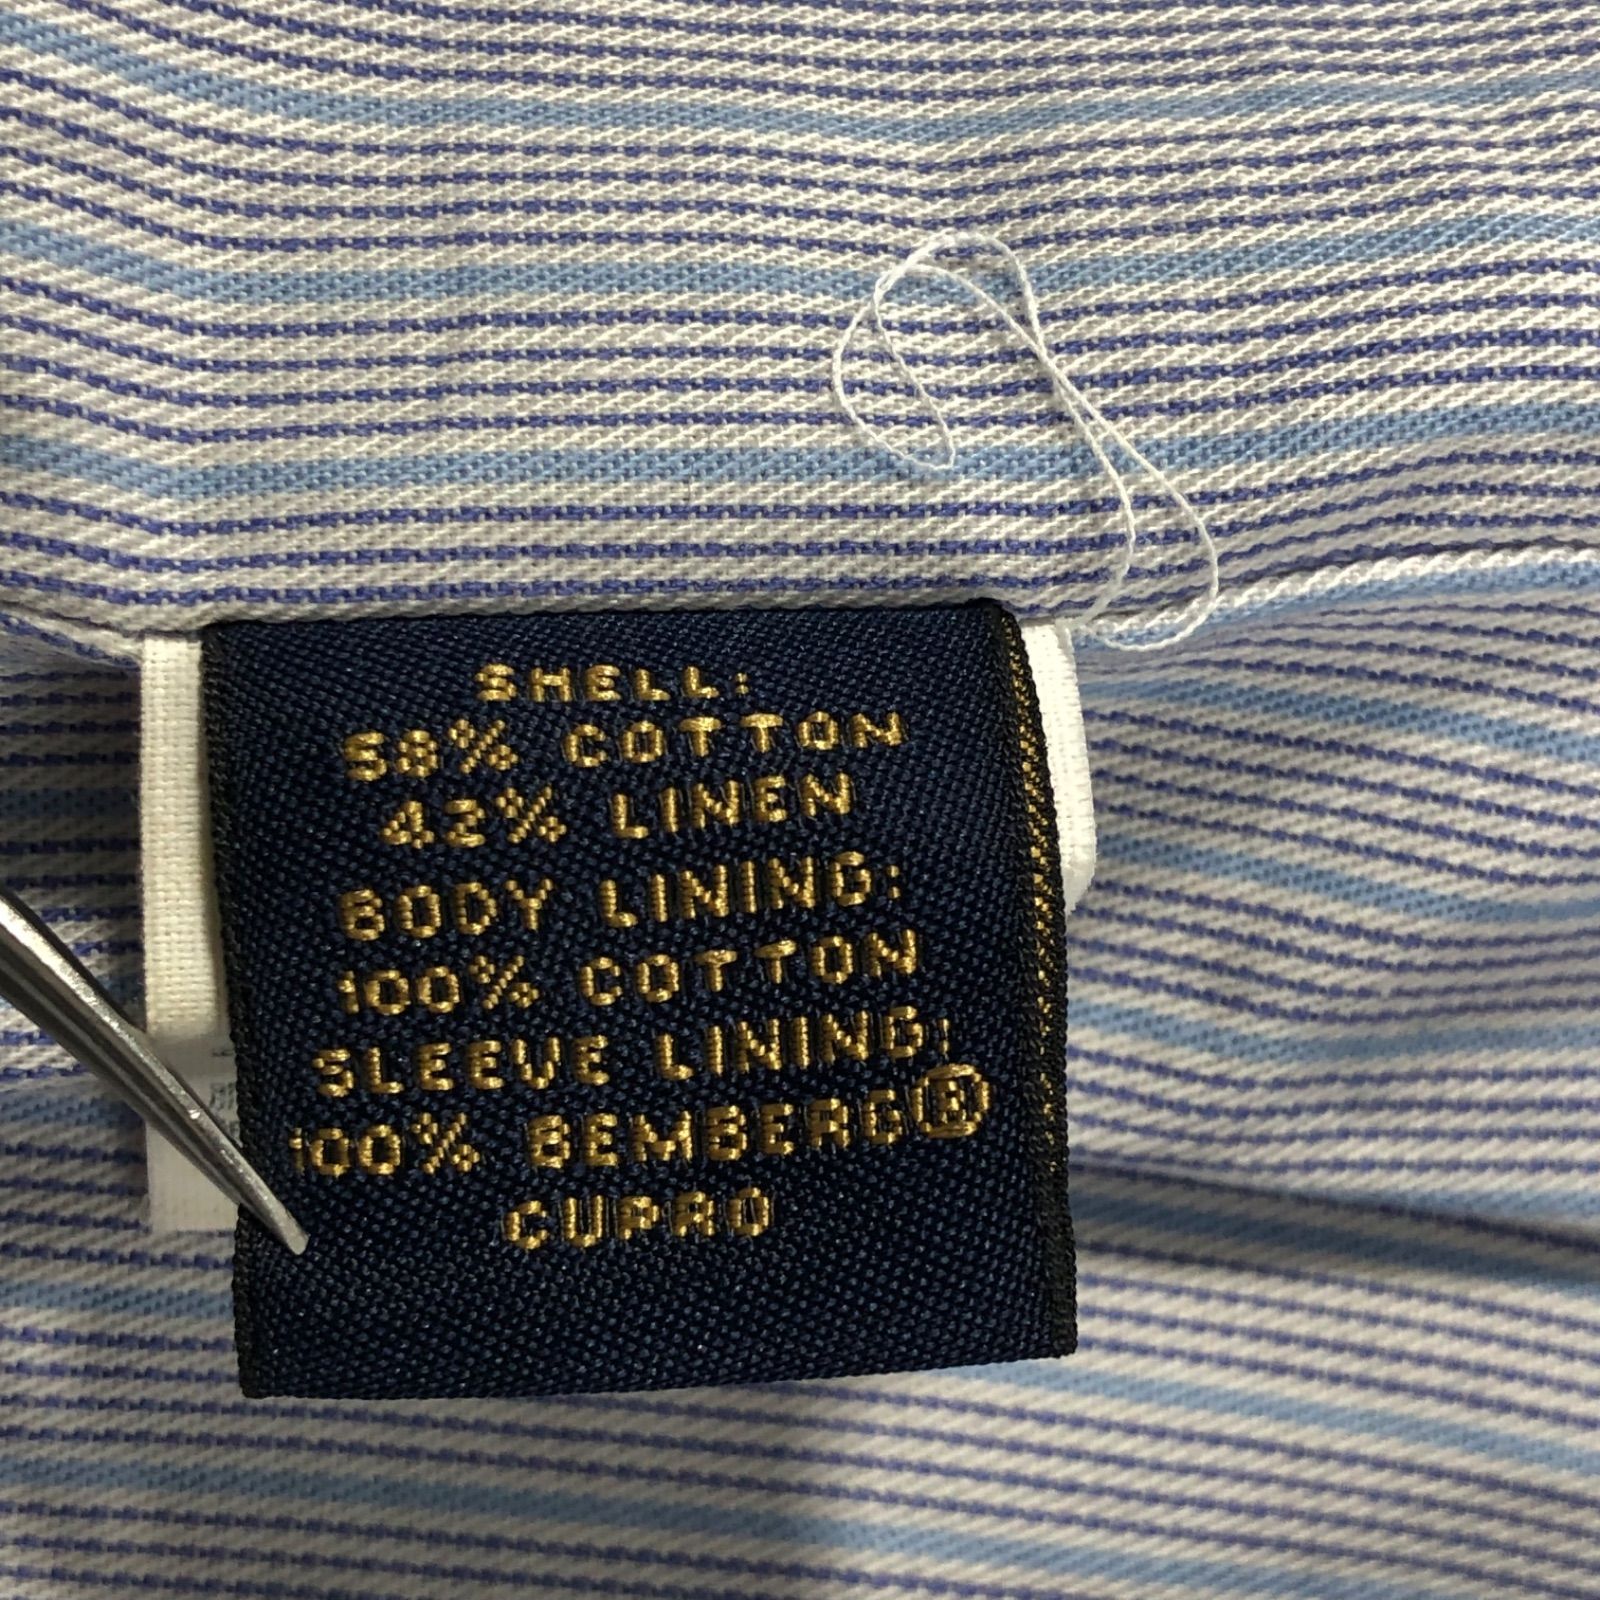 SHELL:
58% COTTON
42% LINEN
BODY LINING:
100% COTTON
SLEEVE LINING:
100% BEMBERG®
CUPRO